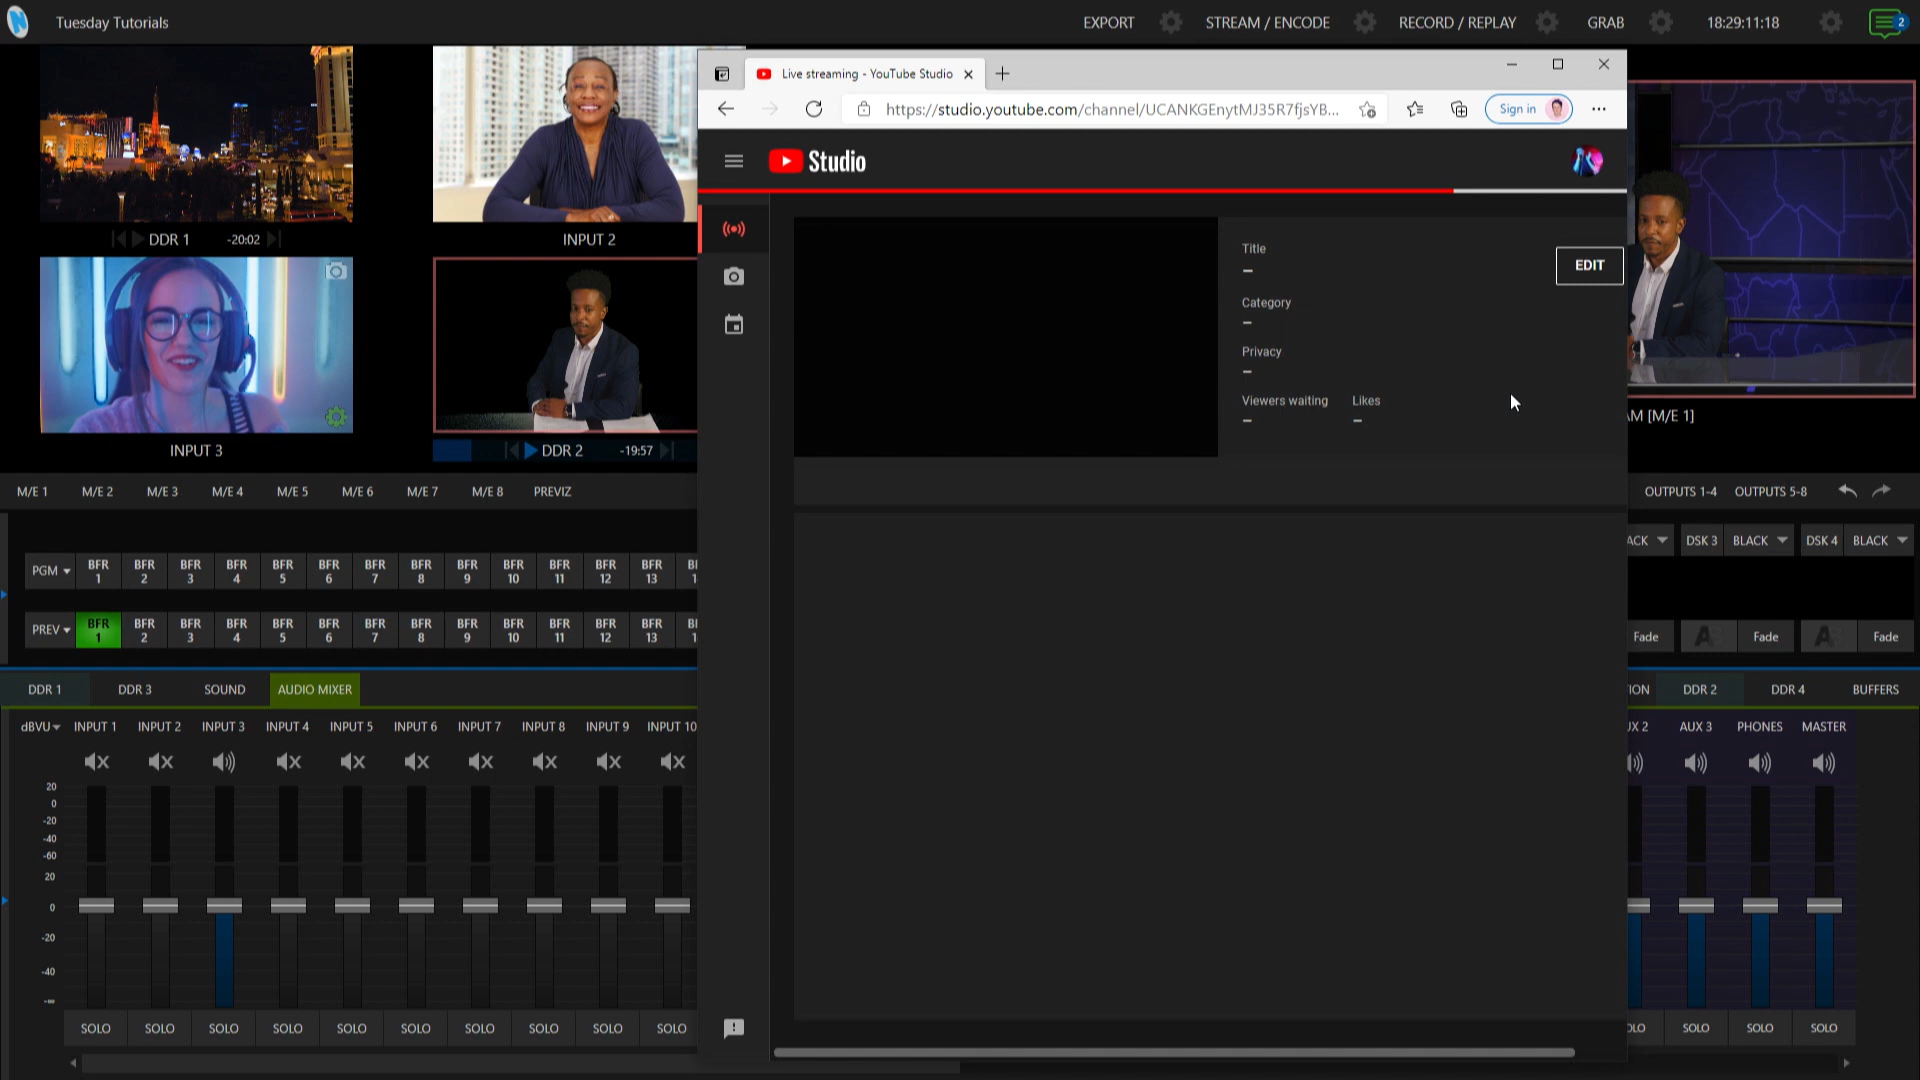 Tuesday Tutorials
EXPORT
STREAM / ENCODE
RECORD / REPLAY
GRAB
18:29:11:18
2
Live streaming - YouTube Studio
https://studio.youtube.com/channel/UCANKGEnytMJ35R7fjsYB...
Sign in
Studio
DDR 1
-20:02
INPUT 2
INPUT 3
DDR 2
-19:57
Title
–
EDIT
Category
–
Privacy
–
Viewers waiting
Likes
–
–
AM [M/E 1]
M/E 1
M/E 2
M/E 3
M/E 4
M/E 5
M/E 6
M/E 7
M/E 8
PREVIZ
OUTPUTS 1-4
OUTPUTS 5-8
ACK
DSK 3
BLACK
DSK 4
BLACK
PGM
BFR 1
BFR 2
BFR 3
BFR 4
BFR 5
BFR 6
BFR 7
BFR 8
BFR 9
BFR 10
BFR 11
BFR 12
BFR 13
PREV
BFR 1
BFR 2
BFR 3
BFR 4
BFR 5
BFR 6
BFR 7
BFR 8
BFR 9
BFR 10
BFR 11
BFR 12
BFR 13
Fade
Fade
Fade
DDR 1
DDR 3
SOUND
AUDIO MIXER
ION
DDR 2
DDR 4
BUFFERS
dBVU
INPUT 1
INPUT 2
INPUT 3
INPUT 4
INPUT 5
INPUT 6
INPUT 7
INPUT 8
INPUT 9
INPUT 10
UX 2
AUX 3
PHONES
MASTER
20
0
-20
-40
-60
20
0
-20
-40
-∞
SOLO
SOLO
SOLO
SOLO
SOLO
SOLO
SOLO
SOLO
SOLO
SOLO
OLO
SOLO
SOLO
SOLO